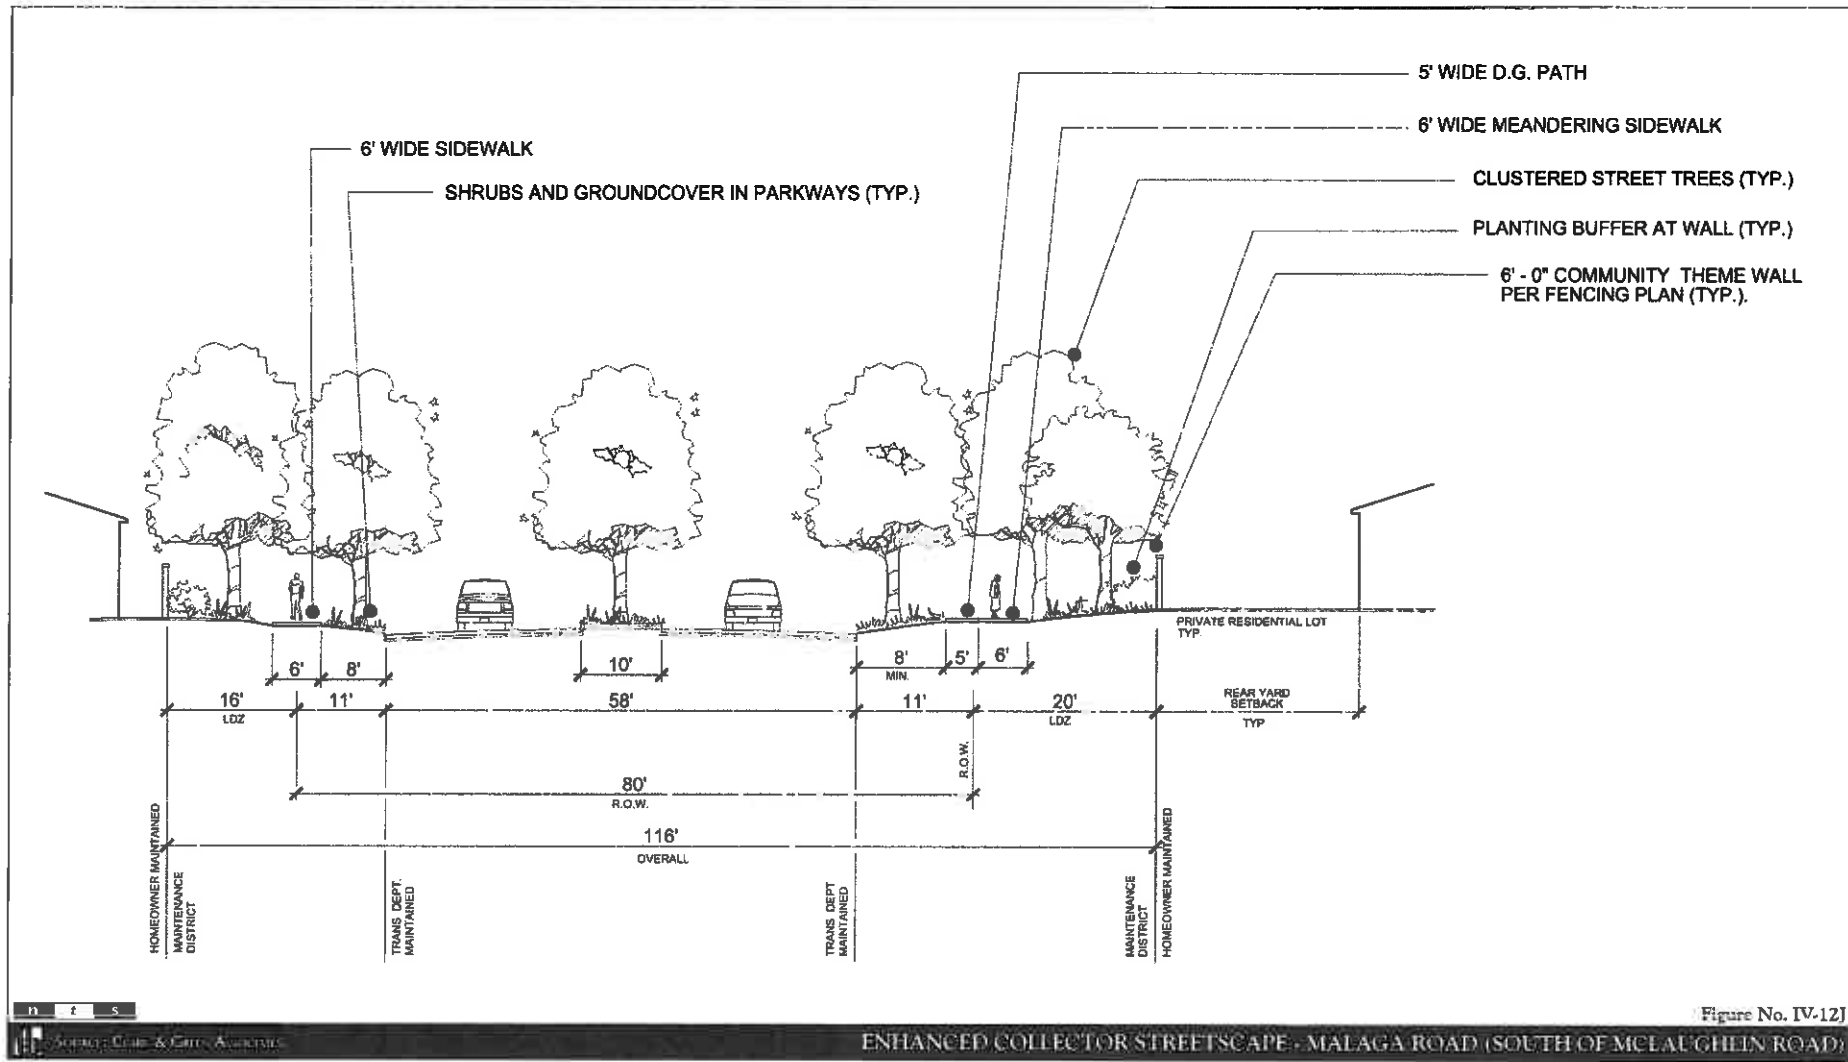 5' WIDE D.G. PATH
6' WIDE MEANDERING SIDEWALK
6' WIDE SIDEWALK
CLUSTERED STREET TREES (TYP.)
SHRUBS AND GROUNDCOVER IN PARKWAYS (TYP.)
PLANTING BUFFER AT WALL (TYP.)
6' - 0" COMMUNITY THEME WALL
PER FENCING PLAN (TYP.).
PRIVATE RESIDENTIAL LOT
TYP.
6'
8'
10'
8'
MIN.
5'
6'
16'
LDZ
11'
58'
11'
20'
LDZ
REAR YARD
SETBACK
TYP
R.O.W.
80'
R.O.W.
116'
OVERALL
HOMEOWNER MAINTAINED
MAINTENANCE
DISTRICT
TRANS DEPT.
MAINTAINED
TRANS DEPT
MAINTAINED
MAINTENANCE
DISTRICT
HOMEOWNER MAINTAINED
n t s
Figure No. IV-12J
Source:
ENHANCED COLLECTOR STREETSCAPE - MALAGA ROAD (SOUTH OF MCLAUGHLIN ROAD)